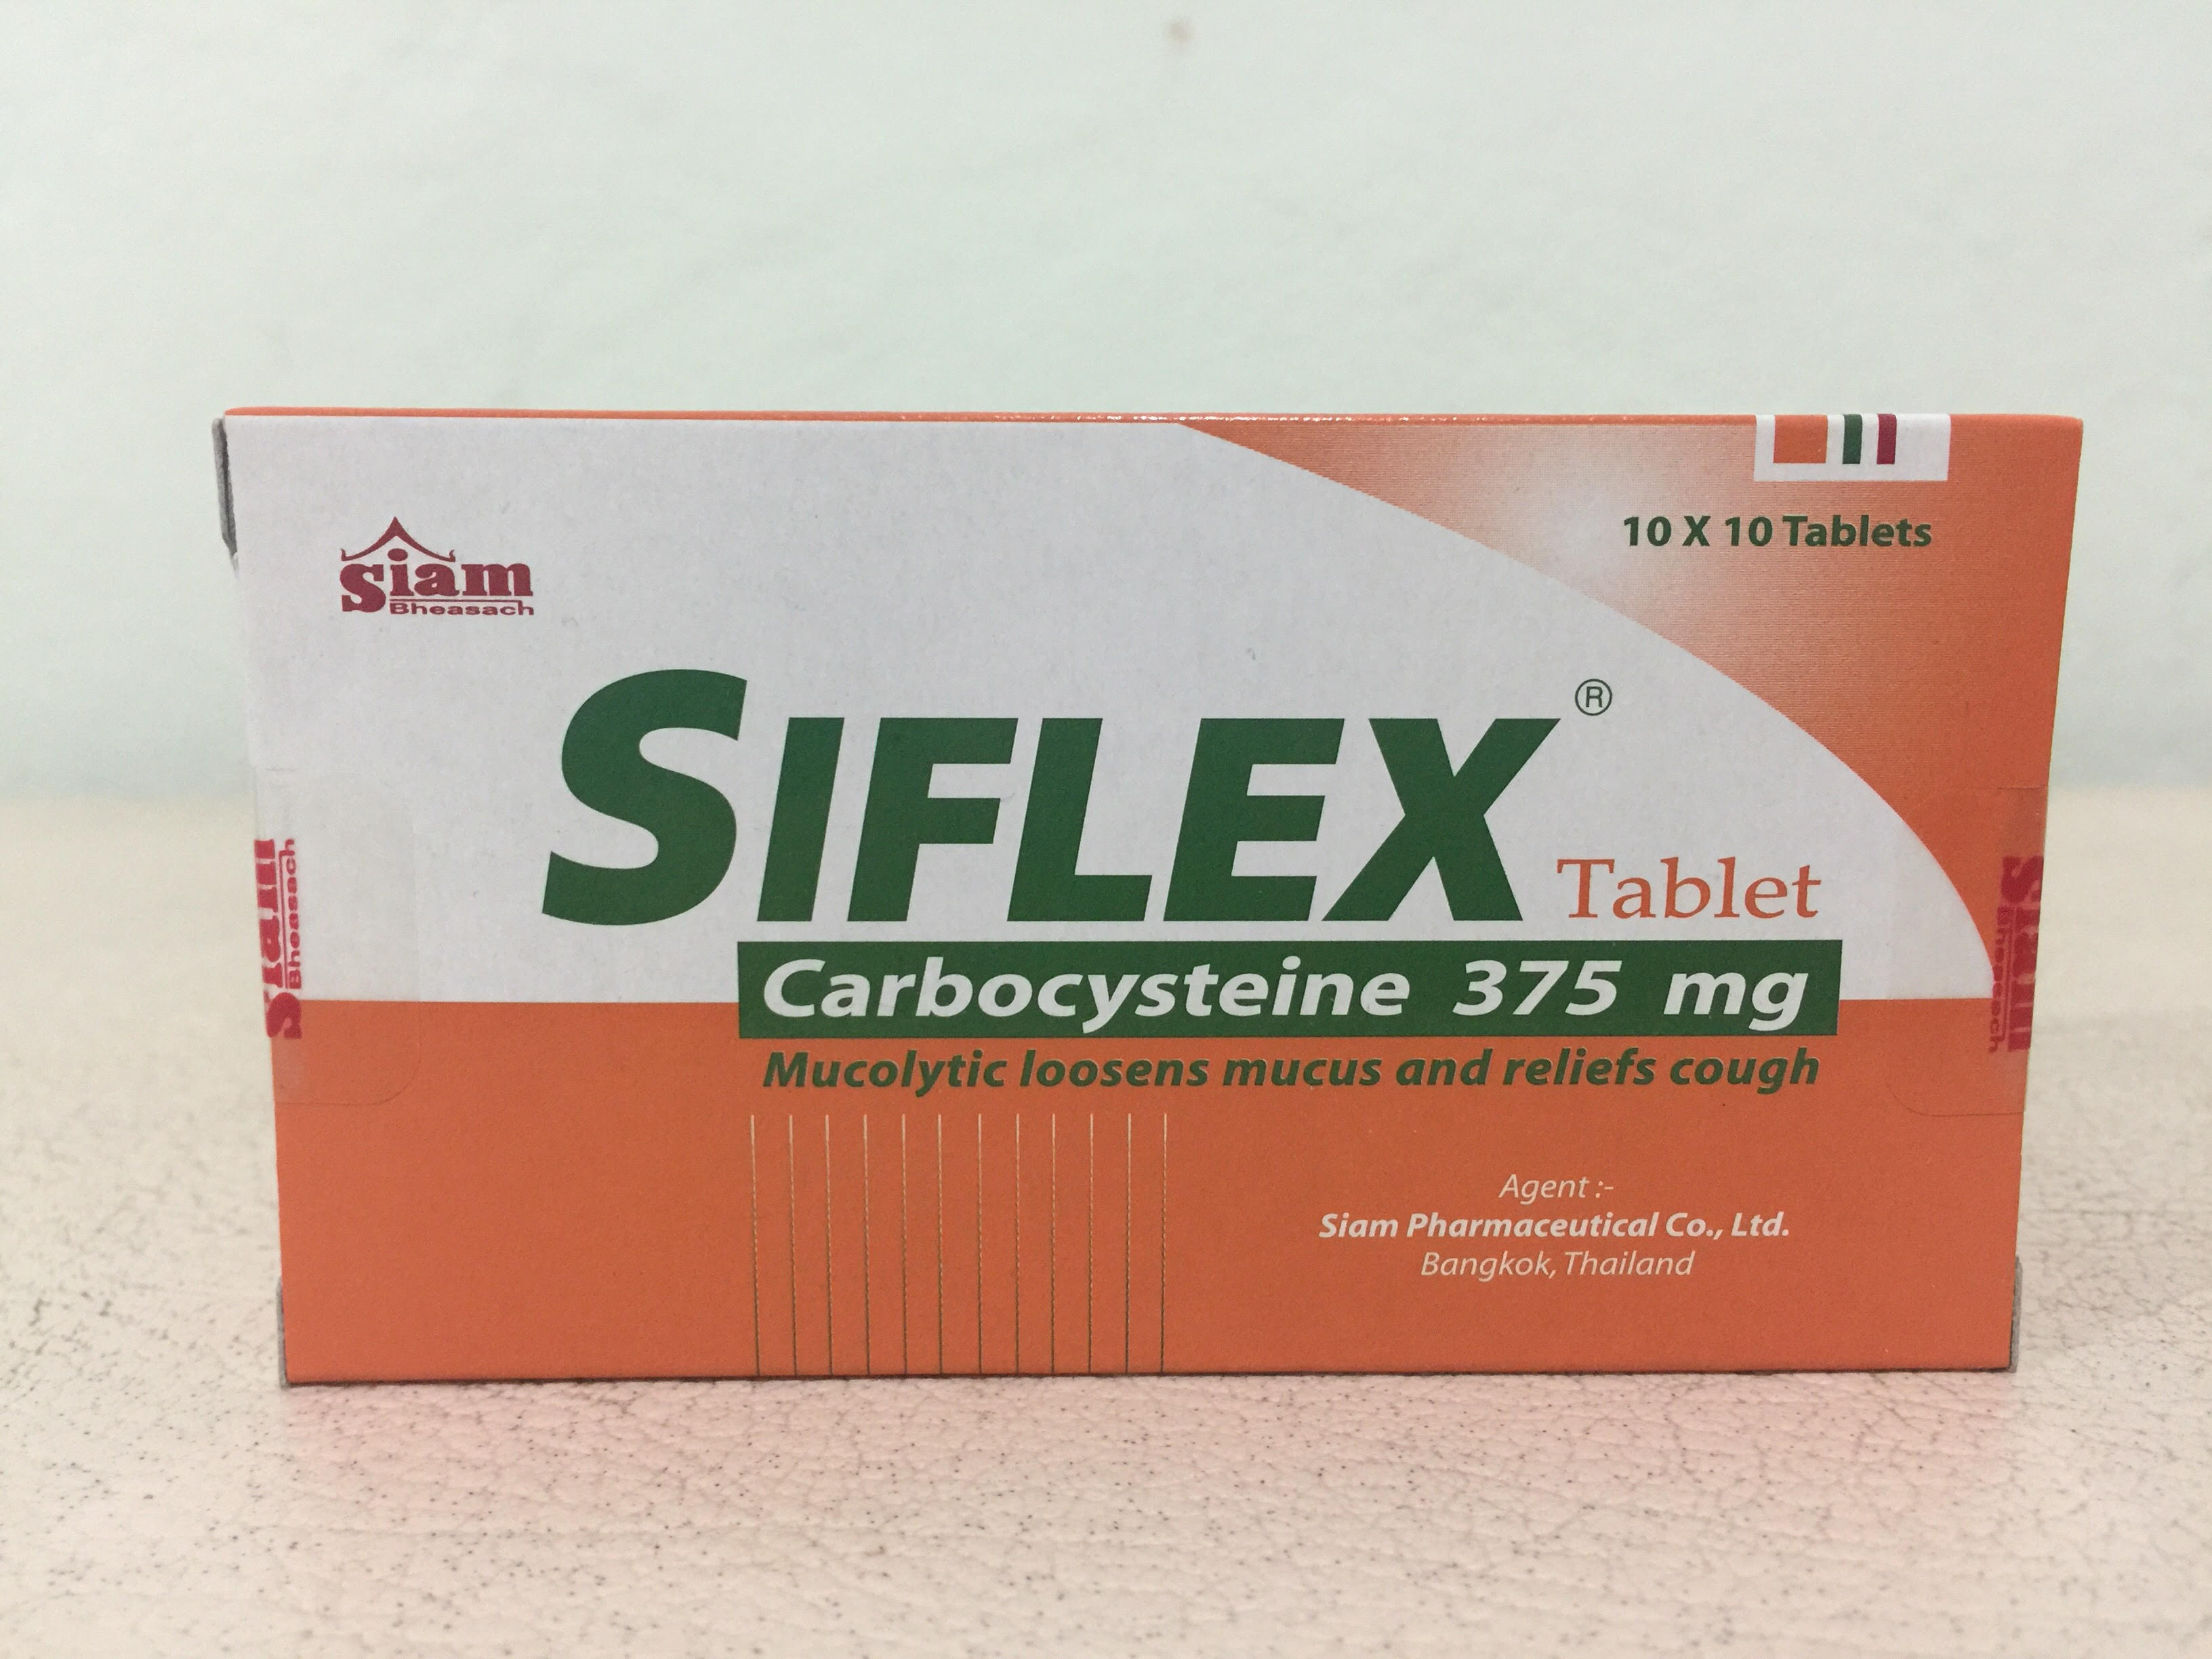 Siam
Bheasach
10 X 10 Tablets
SIFLEX® Tablet
Carbocysteine 375 mg
Mucolytic loosens mucus and reliefs cough
Agent :-
Siam Pharmaceutical Co., Ltd.
Bangkok, Thailand
Siam
Bheasach
Siam
Bheasach